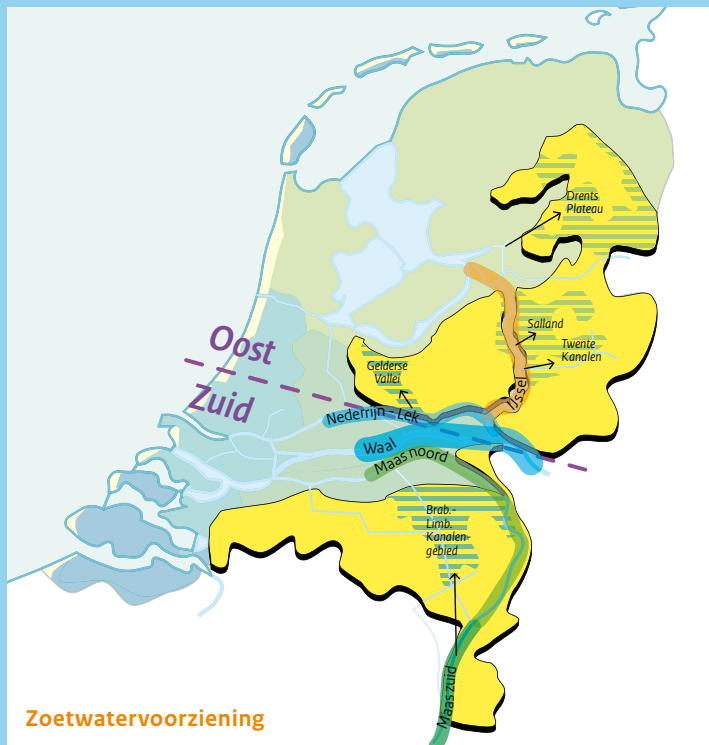 Drents
Plateau
Oost
Salland
Twente
Kanalen
Gelderse
Vallei
IJssel
Zuid
Nederrijn - Lek
Waal
Maas noord
Brab.-
Limb.
Kanalen-
gebied
Maas zuid
Zoetwatervoorziening